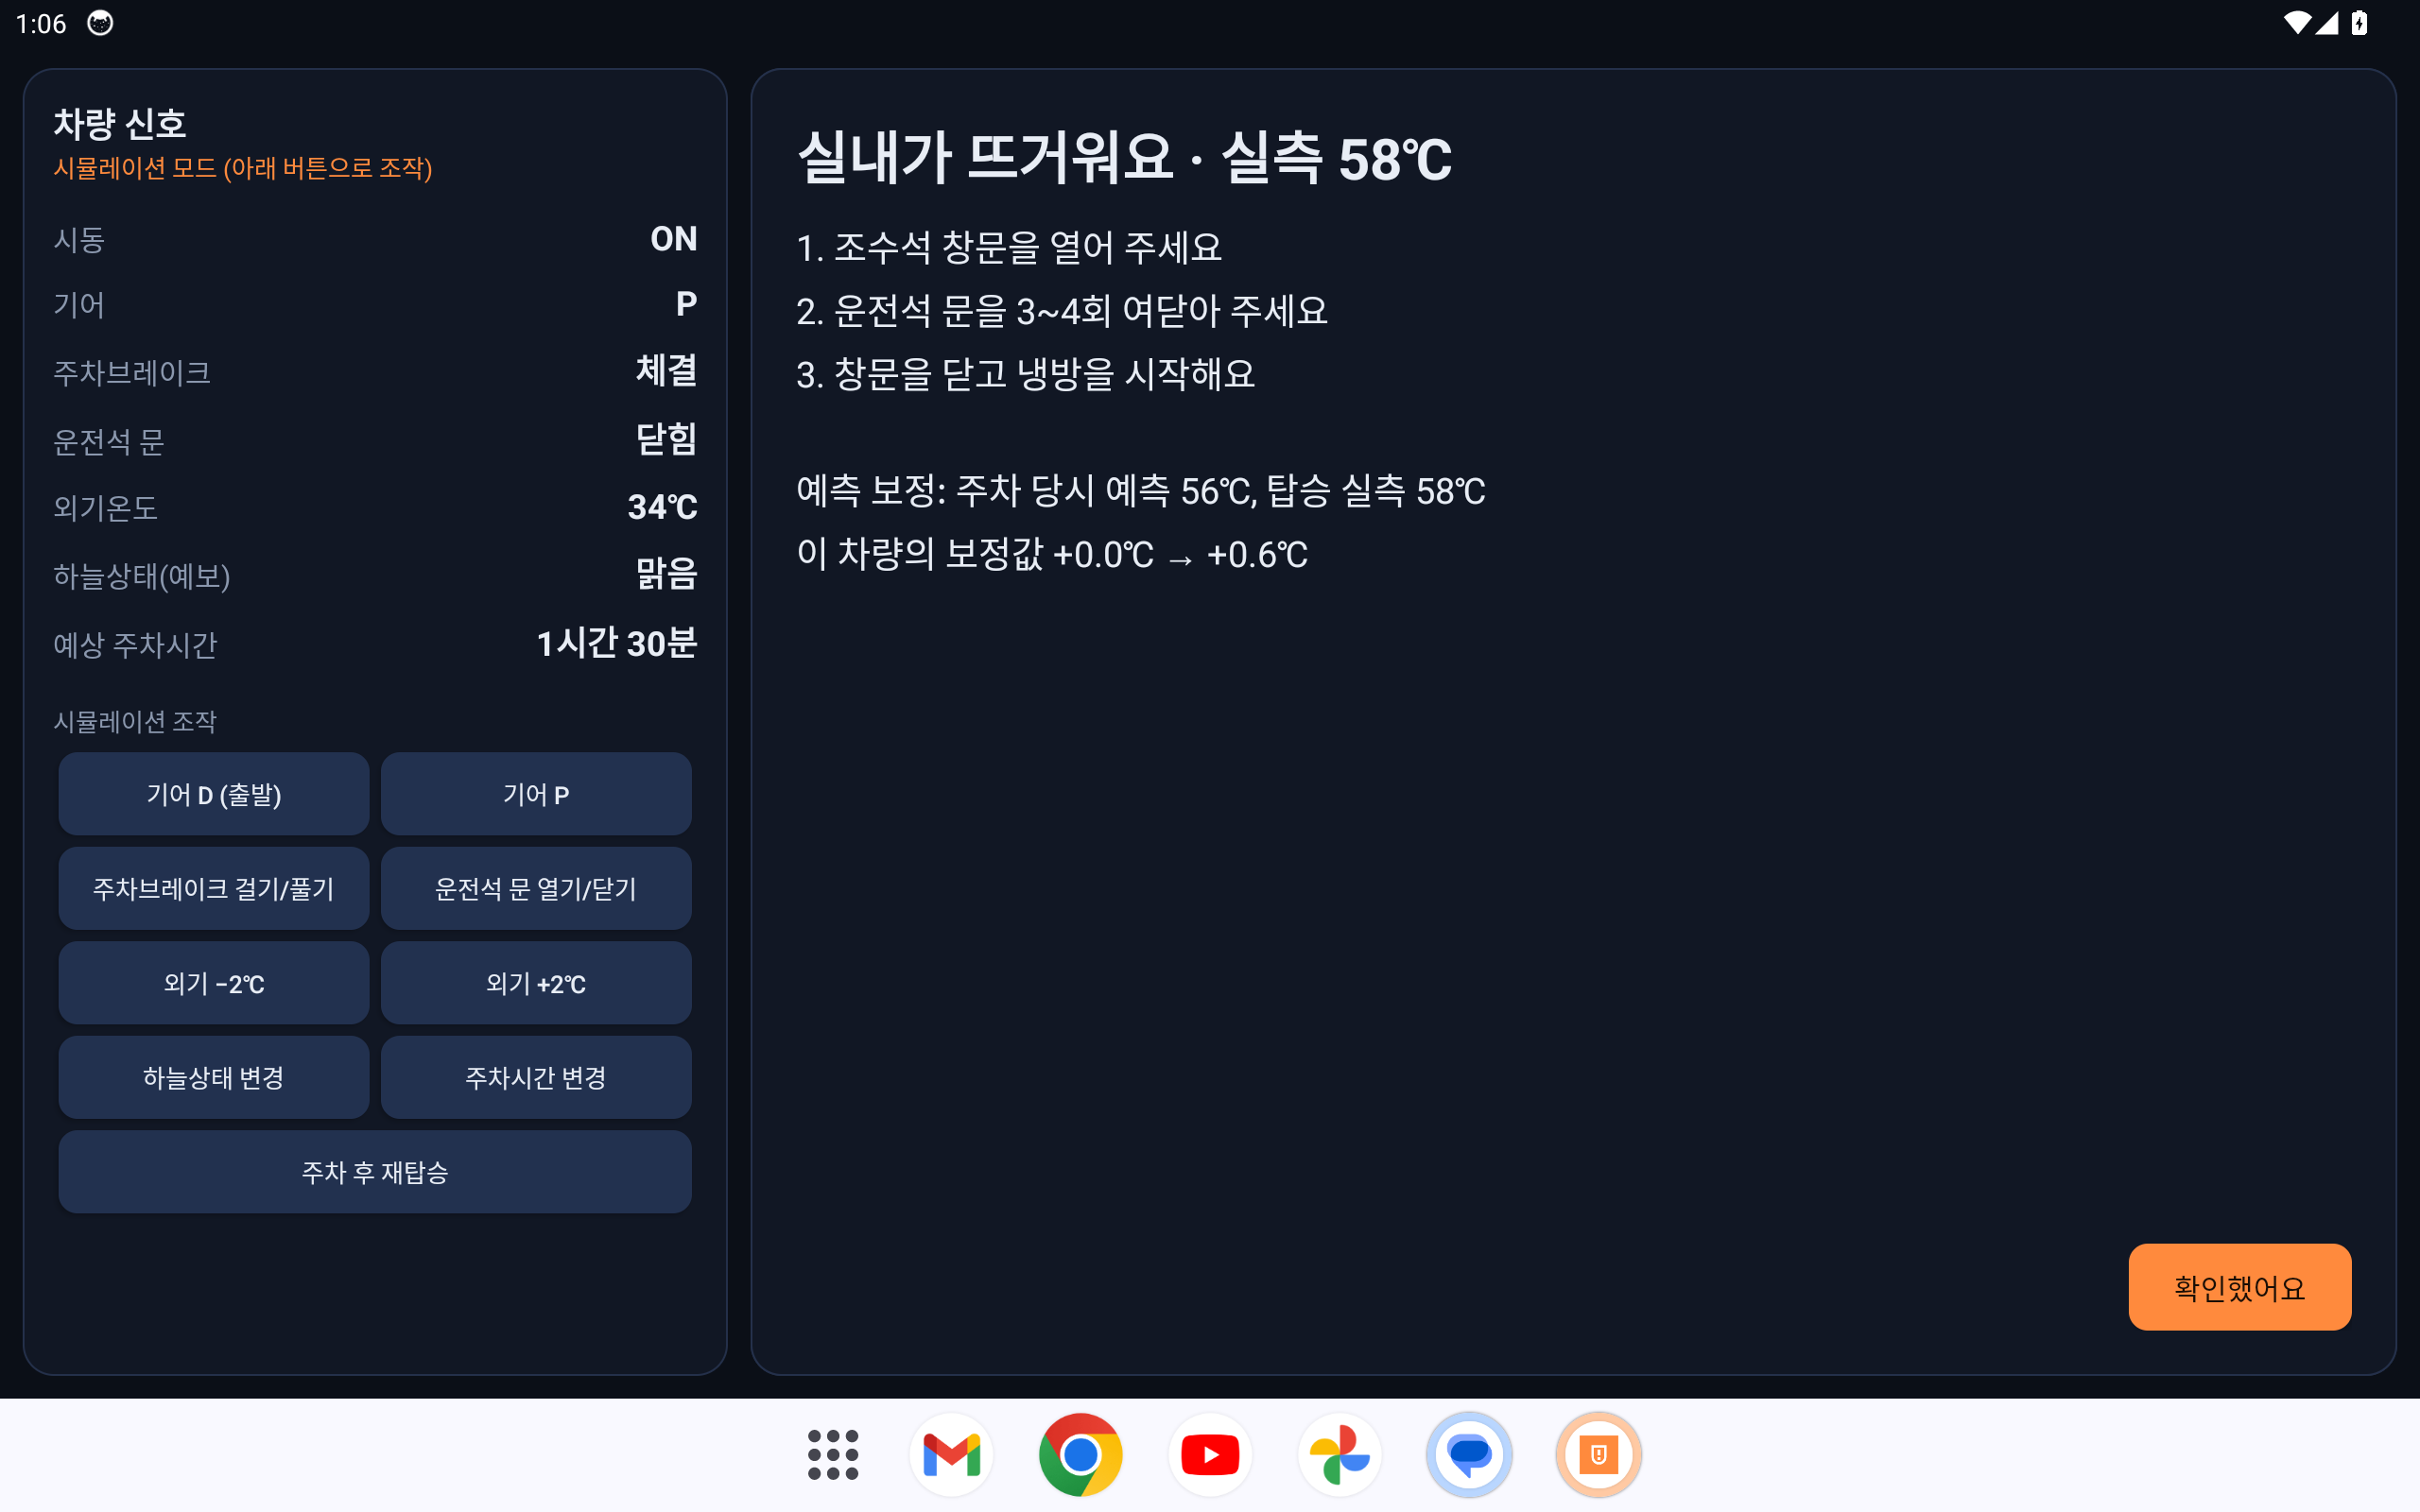 1:06
차량 신호
시뮬레이션 모드 (아래 버튼으로 조작)
시동 ON
기어 P
주차브레이크 체결
운전석 문 닫힘
외기온도 34℃
하늘상태(예보) 맑음
예상 주차시간 1시간 30분
시뮬레이션 조작
기어 D (출발) 기어 P
주차브레이크 걸기/풀기 운전석 문 열기/닫기
외기 −2℃ 외기 +2℃
하늘상태 변경 주차시간 변경
주차 후 재탑승
실내가 뜨거워요 · 실측 58℃
1. 조수석 창문을 열어 주세요
2. 운전석 문을 3~4회 여닫아 주세요
3. 창문을 닫고 냉방을 시작해요
예측 보정: 주차 당시 예측 56℃, 탑승 실측 58℃
이 차량의 보정값 +0.0℃ → +0.6℃
확인했어요